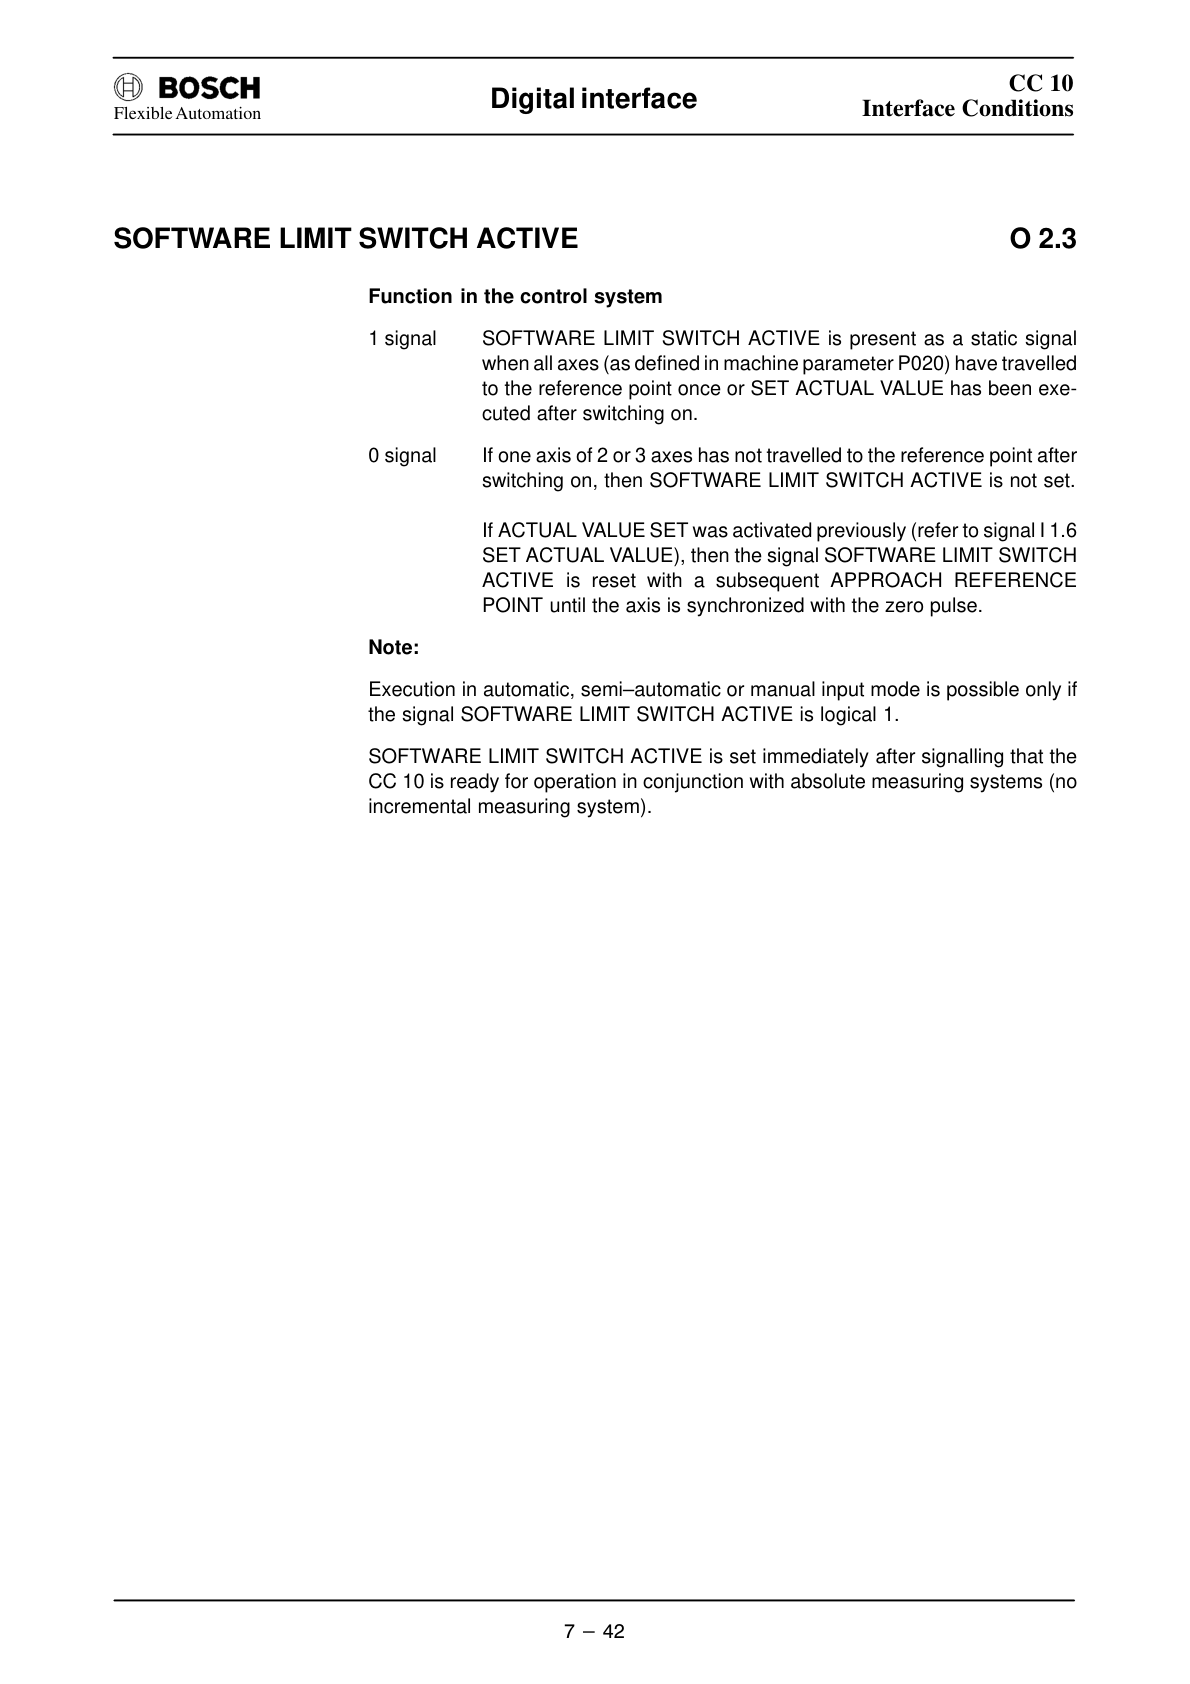 BOSCH
Flexible Automation
Digital interface
CC 10
Interface Conditions
SOFTWARE LIMIT SWITCH ACTIVE O 2.3
Function in the control system
1 signal SOFTWARE LIMIT SWITCH ACTIVE is present as a static signal
when all axes (as defined in machine parameter P020) have travelled
to the reference point once or SET ACTUAL VALUE has been exe-
cuted after switching on.
0 signal If one axis of 2 or 3 axes has not travelled to the reference point after
switching on, then SOFTWARE LIMIT SWITCH ACTIVE is not set.
If ACTUAL VALUE SET was activated previously (refer to signal I 1.6
SET ACTUAL VALUE), then the signal SOFTWARE LIMIT SWITCH
ACTIVE is reset with a subsequent APPROACH REFERENCE
POINT until the axis is synchronized with the zero pulse.
Note:
Execution in automatic, semi–automatic or manual input mode is possible only if
the signal SOFTWARE LIMIT SWITCH ACTIVE is logical 1.
SOFTWARE LIMIT SWITCH ACTIVE is set immediately after signalling that the
CC 10 is ready for operation in conjunction with absolute measuring systems (no
incremental measuring system).
7 – 42